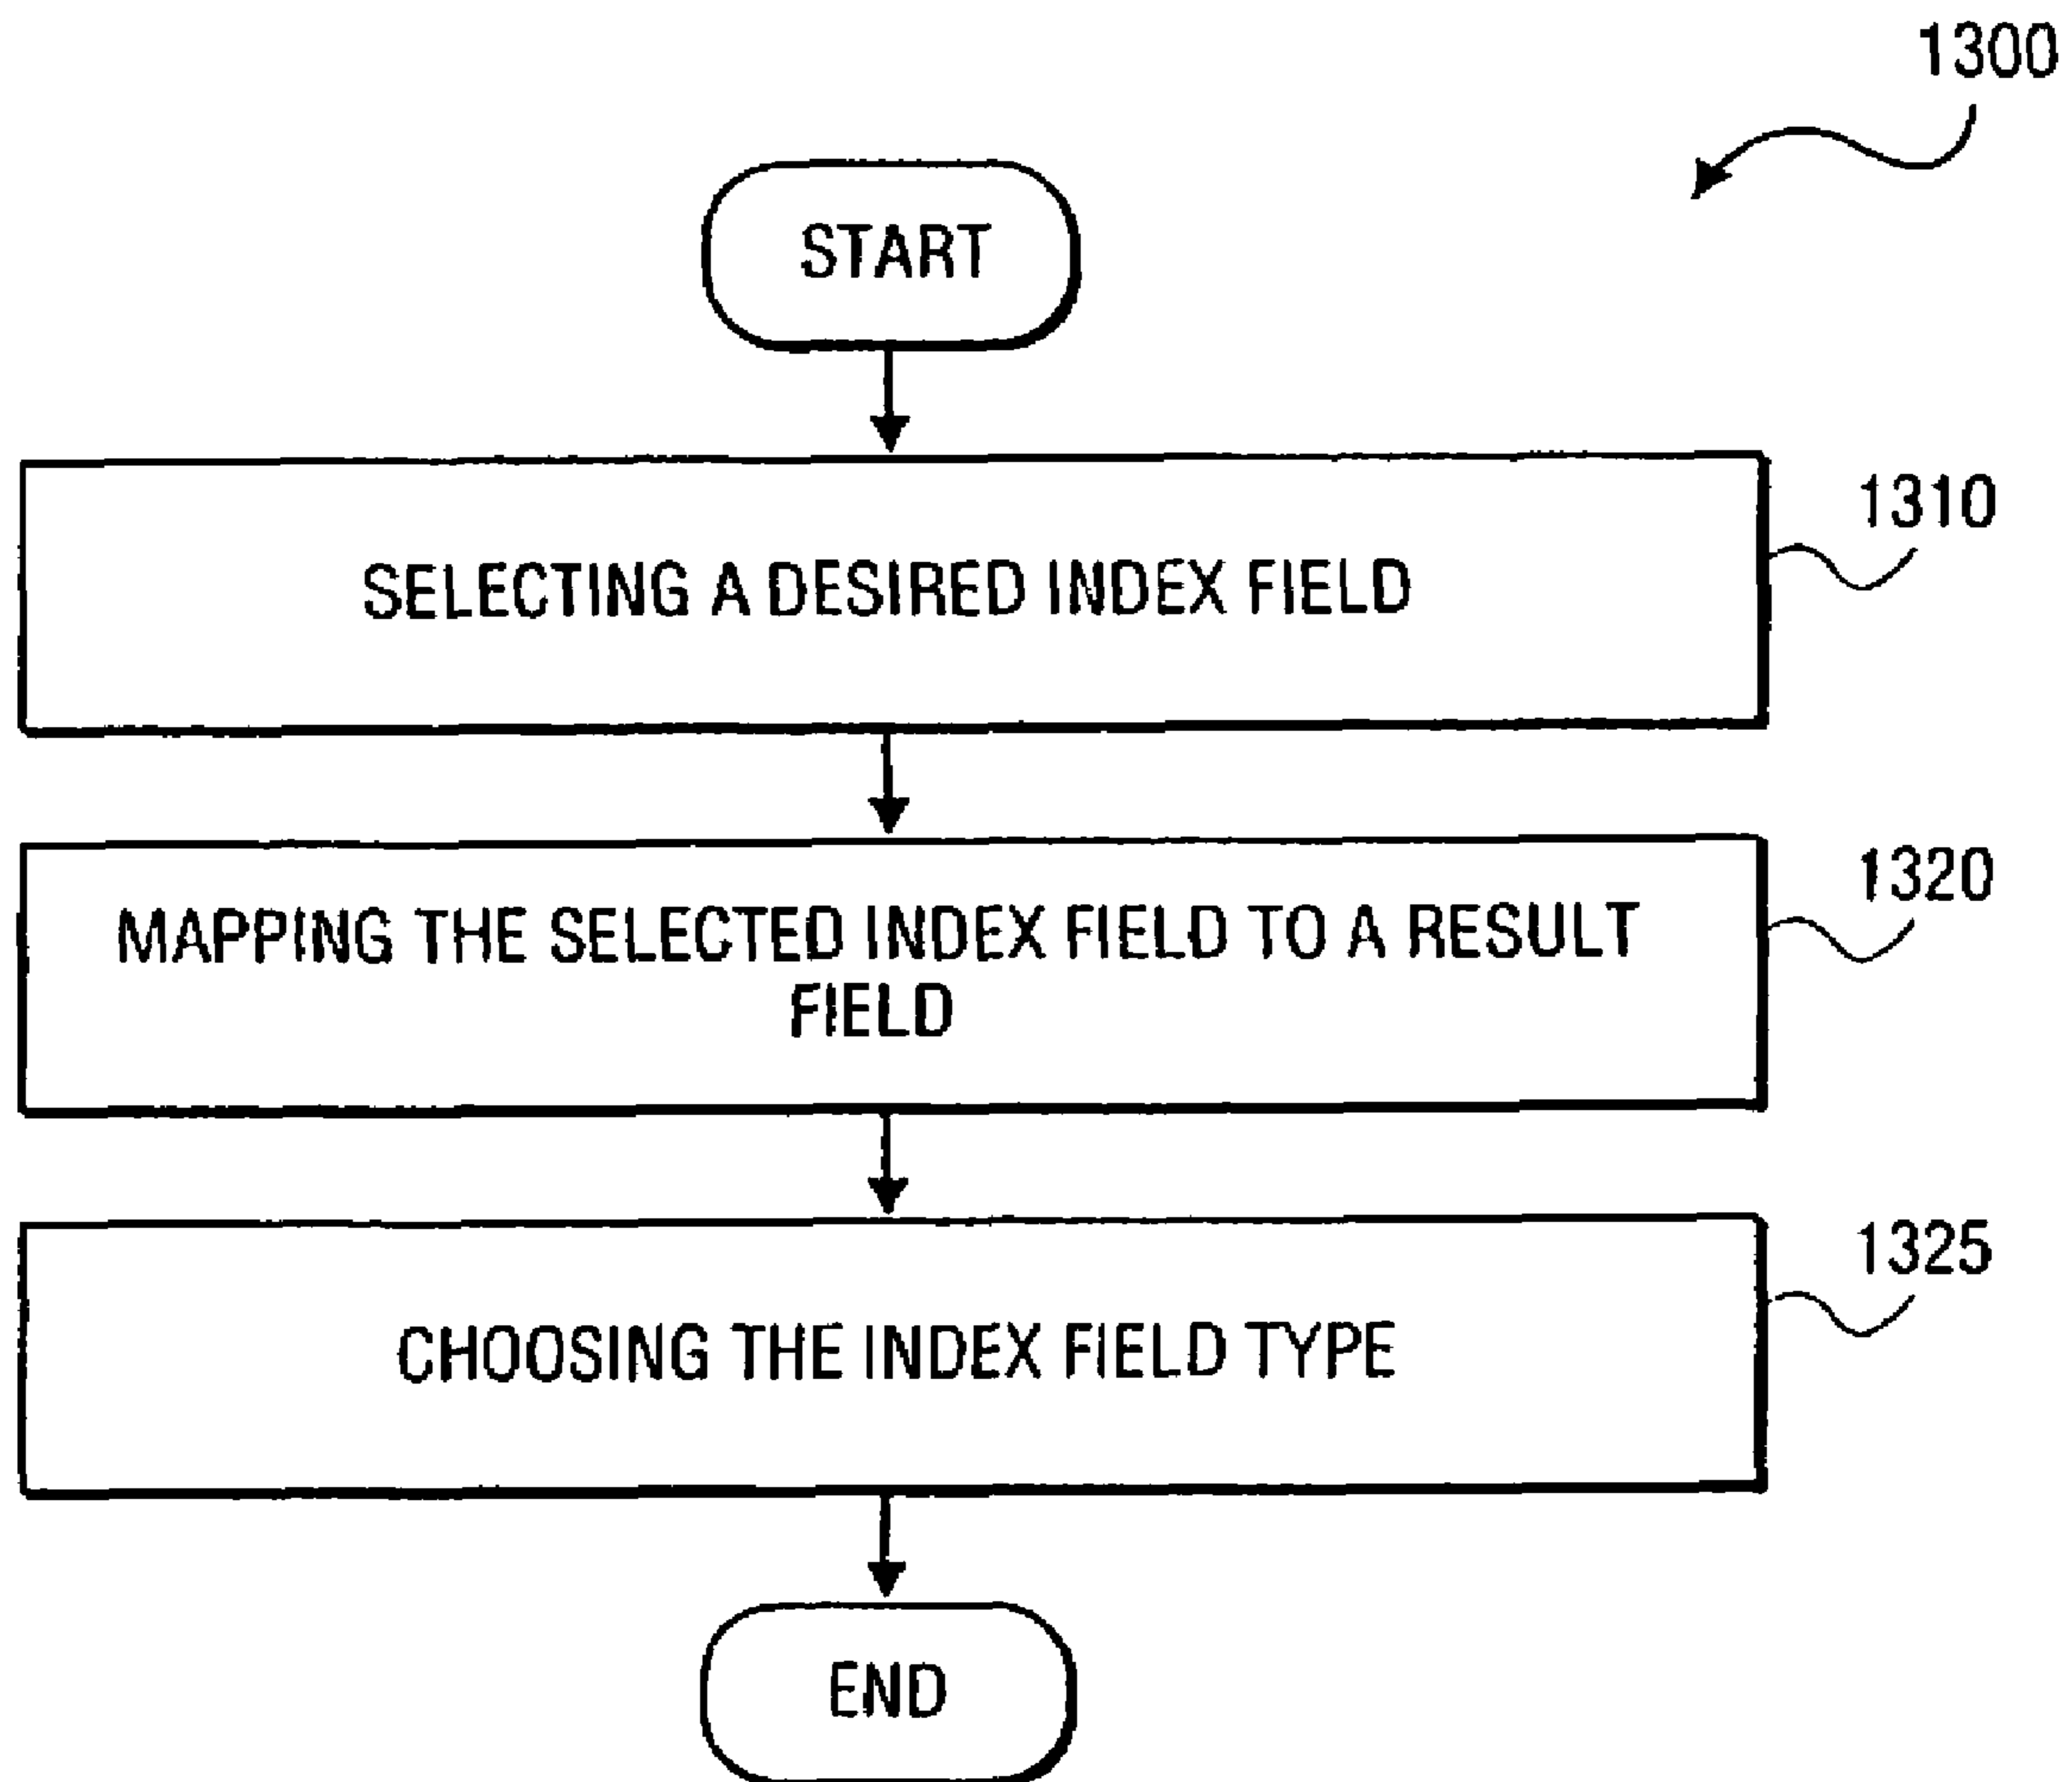 1300
START
SELECTING A DESIRED INDEX FIELD
1310
MAPPING THE SELECTED INDEX FIELD TO A RESULT
FIELD
1320
CHOOSING THE INDEX FIELD TYPE
1325
END